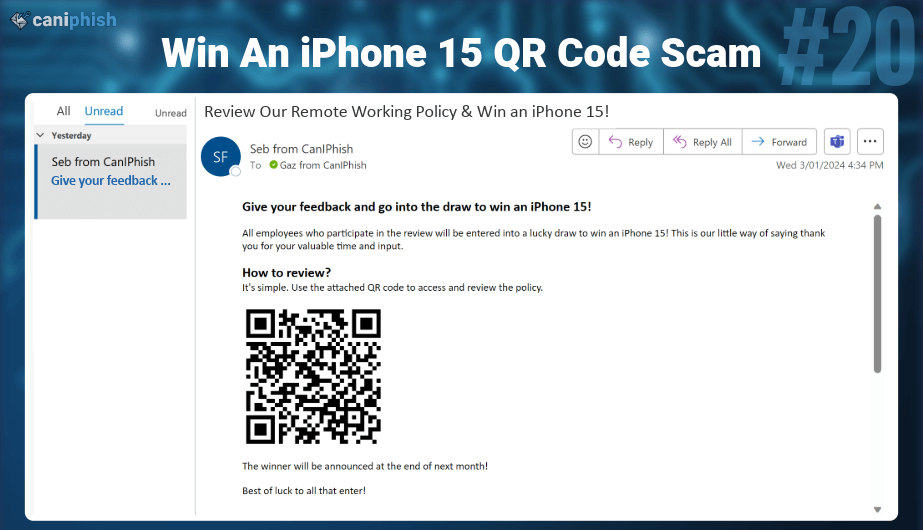 caniphish
#20
Win An iPhone 15 QR Code Scam
All Unread Unread
Yesterday
Seb from CanIPhish
Give your feedback ...
Review Our Remote Working Policy & Win an iPhone 15!
SF
Seb from CanIPhish
To Gaz from CanIPhish
Reply Reply All Forward
Wed 3/01/2024 4:34 PM
Give your feedback and go into the draw to win an iPhone 15!
All employees who participate in the review will be entered into a lucky draw to win an iPhone 15! This is our little way of saying thank
you for your valuable time and input.
How to review?
It's simple. Use the attached QR code to access and review the policy.
The winner will be announced at the end of next month!
Best of luck to all that enter!